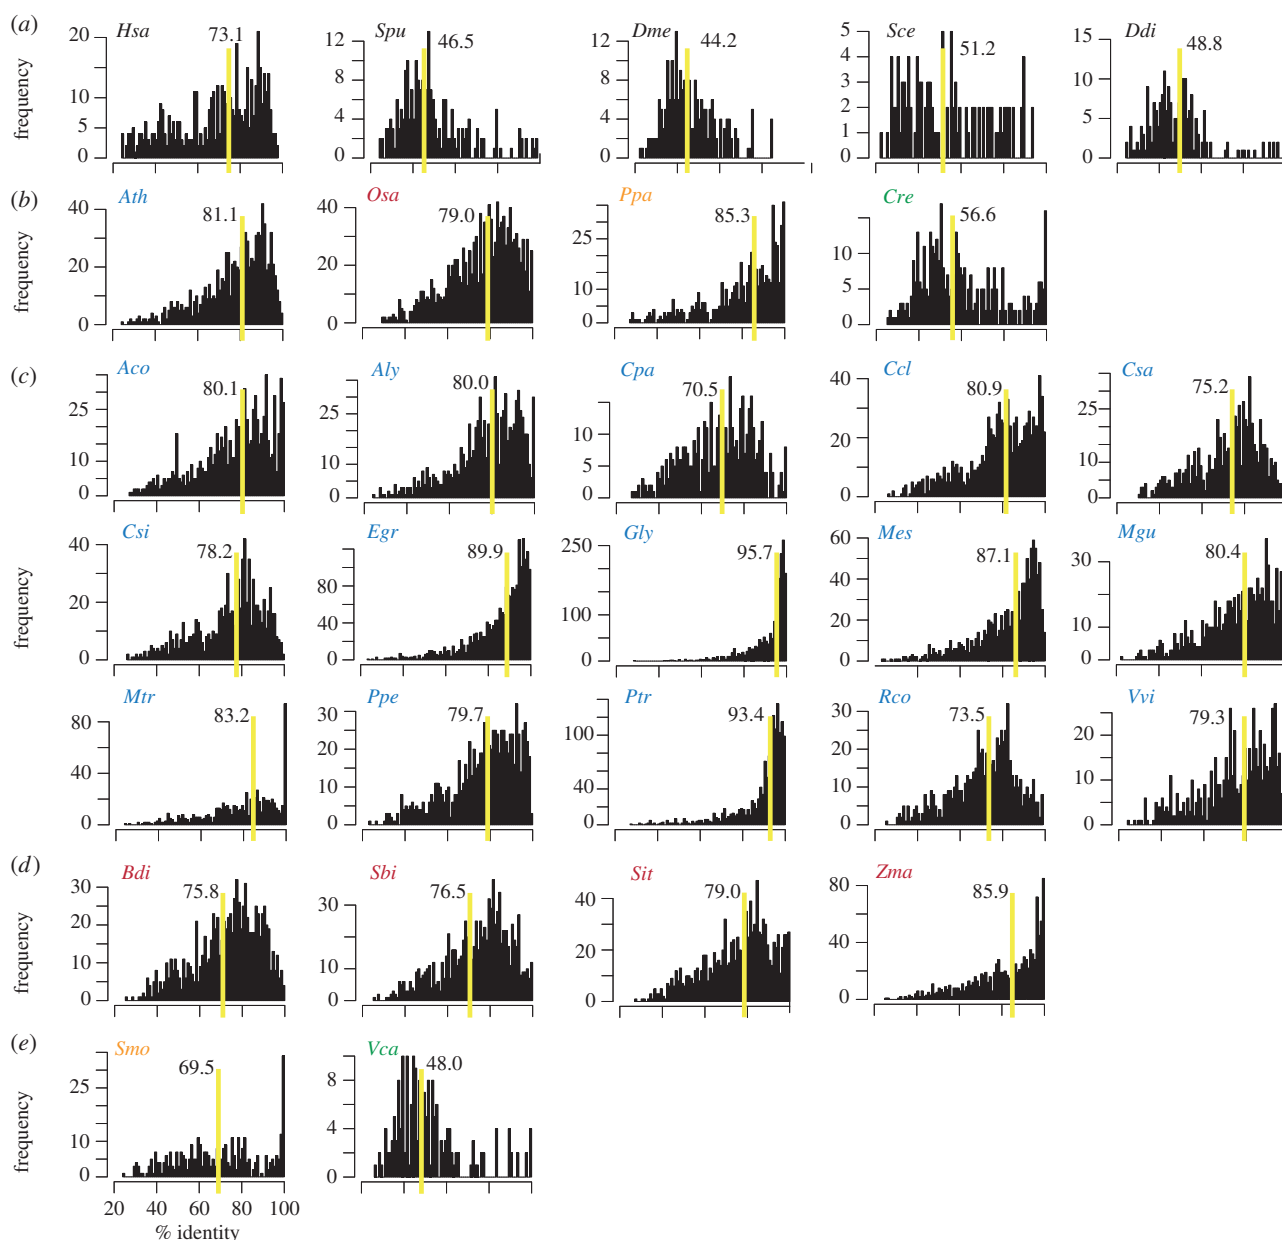 (a) Hsa 73.1 Spu 46.5 Dme 44.2 Sce 51.2 Ddi 48.8
frequency
20 15 10 5 0
12 8 4 0
12 8 4 0
5 4 3 2 1 0
15 10 5 0
(b) Ath 81.1 Osa 79.0 Ppa 85.3 Cre 56.6
frequency
40 20 0
40 20 0
25 10 0
10 5 0
(c) Aco 80.1 Aly 80.0 Cpa 70.5 Ccl 80.9 Csa 75.2
25 10 0
25 10 0
10 5 0
40 20 0
25 10 0
Csi 78.2 Egr 89.9 Gly 95.7 Mes 87.1 Mgu 80.4
frequency
40 20 0
80 40 0
250 100 0
60 40 20 0
30 10 0
Mtr 83.2 Ppe 79.7 Ptr 93.4 Rco 73.5 Vvi 79.3
80 40 0
30 20 10 0
100 40 0
30 20 10 0
20 10 0
(d) Bdi 75.8 Sbi 76.5 Sit 79.0 Zma 85.9
frequency
30 20 10 0
30 10 0
40 20 0
80 40 0
(e) Smo 69.5 Vca 48.0
frequency
25 10 0
8 4 0
20 40 60 80 100
% identity